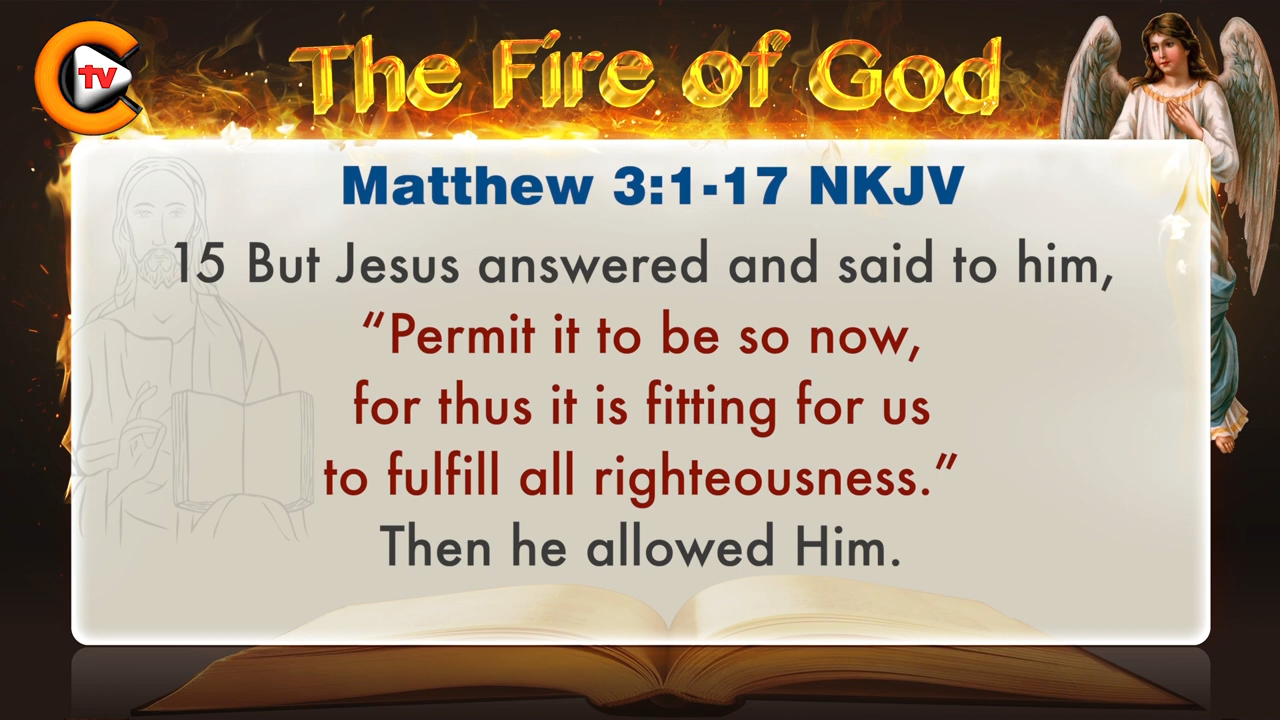 C tv
The Fire of God
Matthew 3:1-17 NKJV
15 But Jesus answered and said to him,
“Permit it to be so now,
for thus it is fitting for us
to fulfill all righteousness.”
Then he allowed Him.